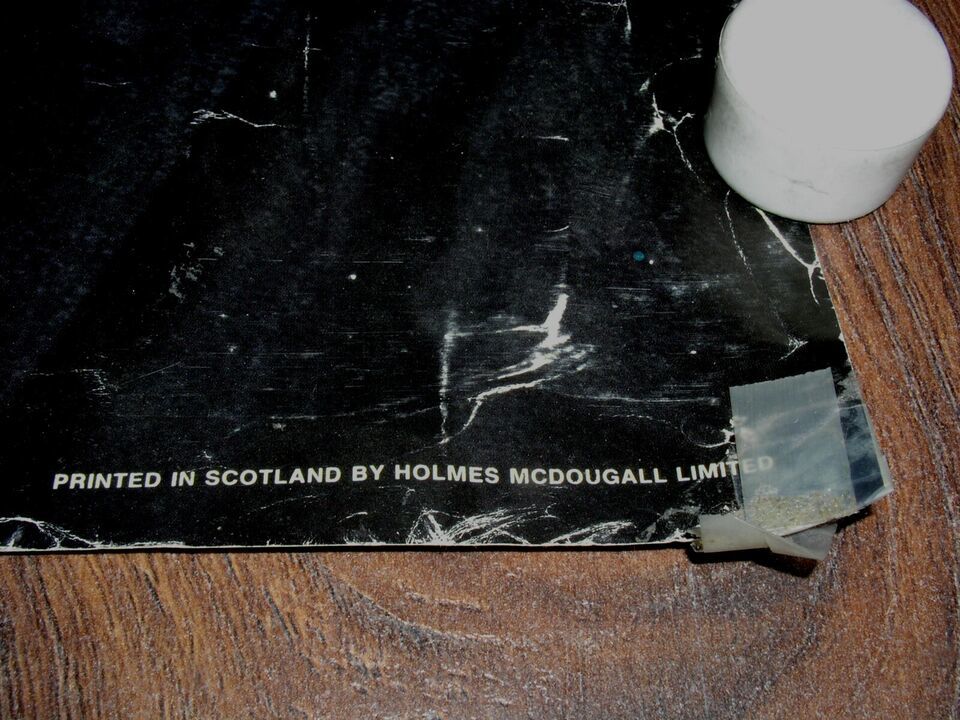 PRINTED IN SCOTLAND BY HOLMES MCDOUGALL LIMITED